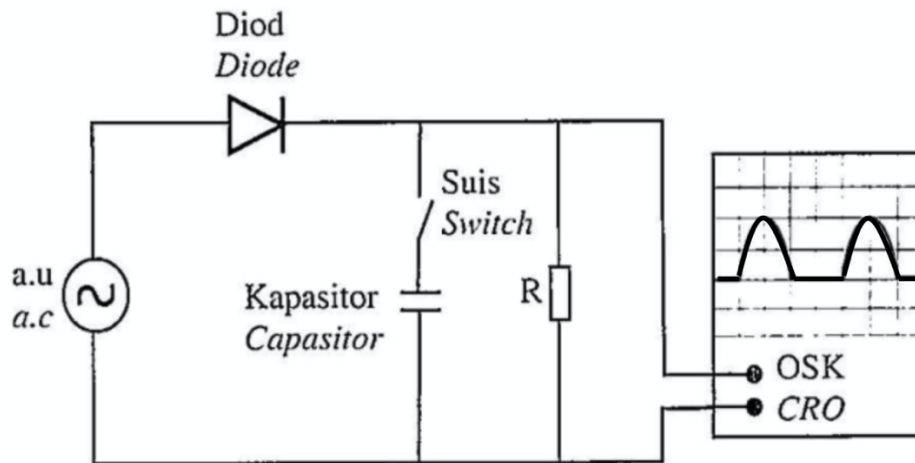 Diod
Diode
Suis
Switch
a.u
a.c
Kapasitor
Capasitor
R
OSK
CRO